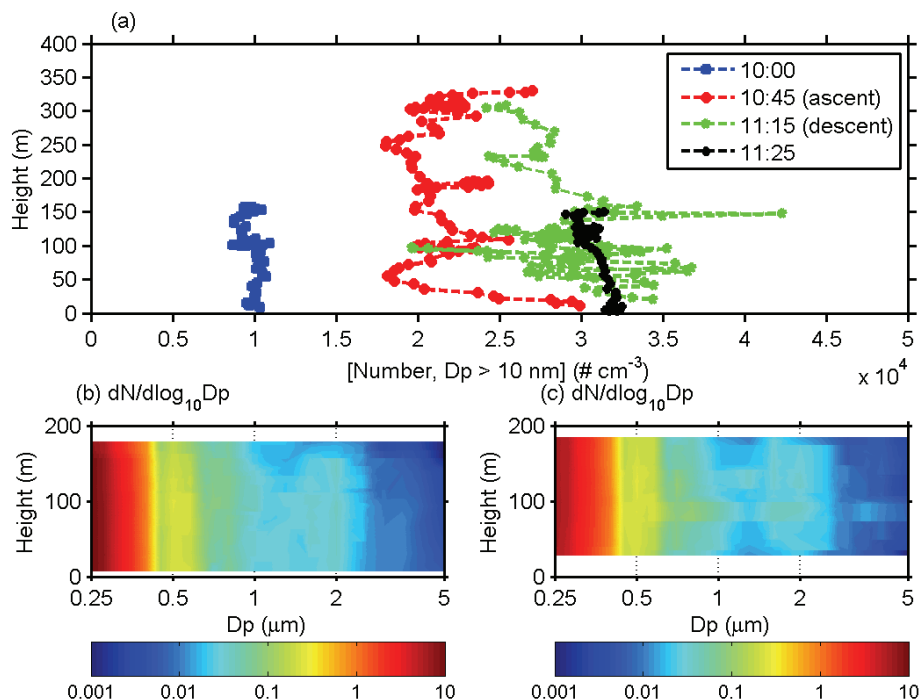 (a)
400
350
300
250
200
150
100
50
0
Height (m)
10:00
10:45 (ascent)
11:15 (descent)
11:25
0 0.5 1 1.5 2 2.5 3 3.5 4 4.5 5
[Number, Dp > 10 nm] (# cm-3)
x 10^4
(b) dN/dlog10Dp
200
100
0
Height (m)
0.25 0.5 1 2 5
Dp (μm)
0.001 0.01 0.1 1 10
(c) dN/dlog10Dp
200
100
0
Height (m)
0.25 0.5 1 2 5
Dp (μm)
0.001 0.01 0.1 1 10